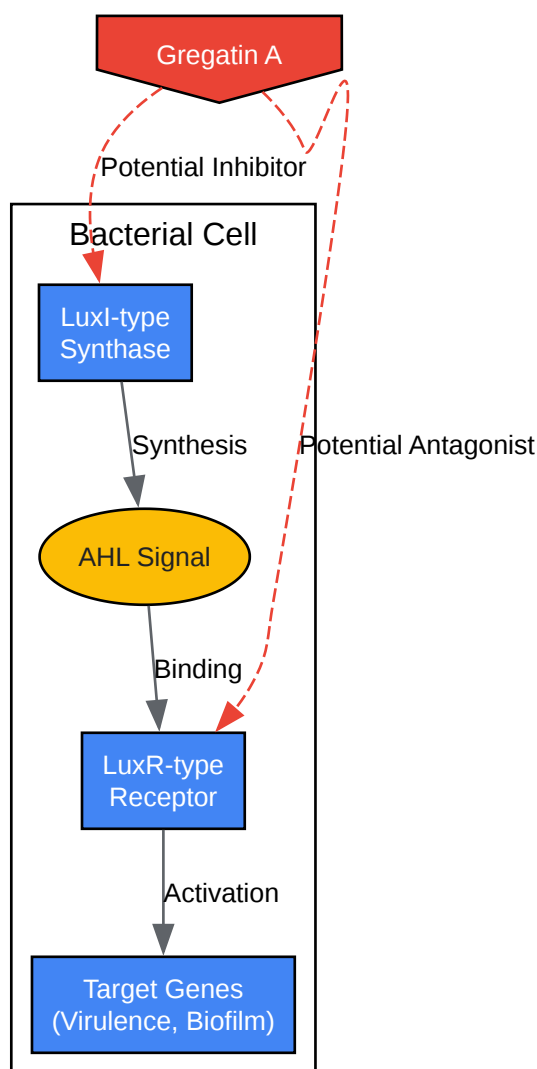 Gregatin A
Potential Inhibitor
Bacterial Cell
LuxI-type
Synthase
Synthesis
Potential Antagonist
AHL Signal
Binding
LuxR-type
Receptor
Activation
Target Genes
(Virulence, Biofilm)